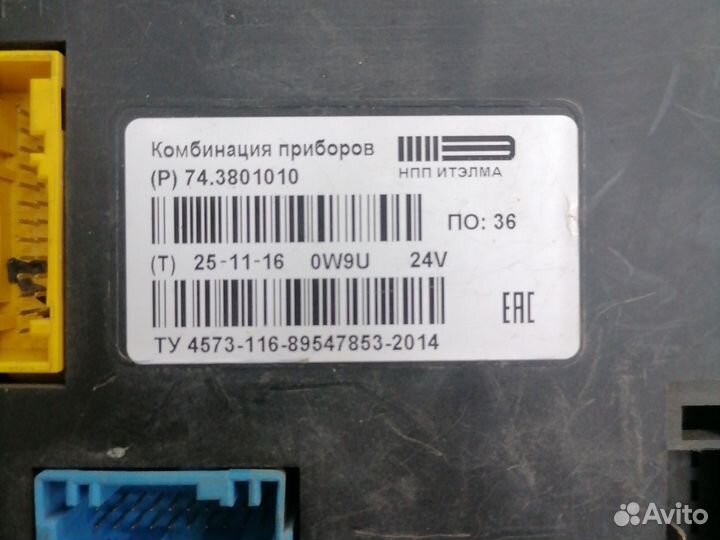 Комбинация приборов
(P) 74.3801010
НПП ИТЭЛМА
ПО: 36
(T) 25-11-16 0W9U 24V
EAC
ТУ 4573-116-89547853-2014
Avito